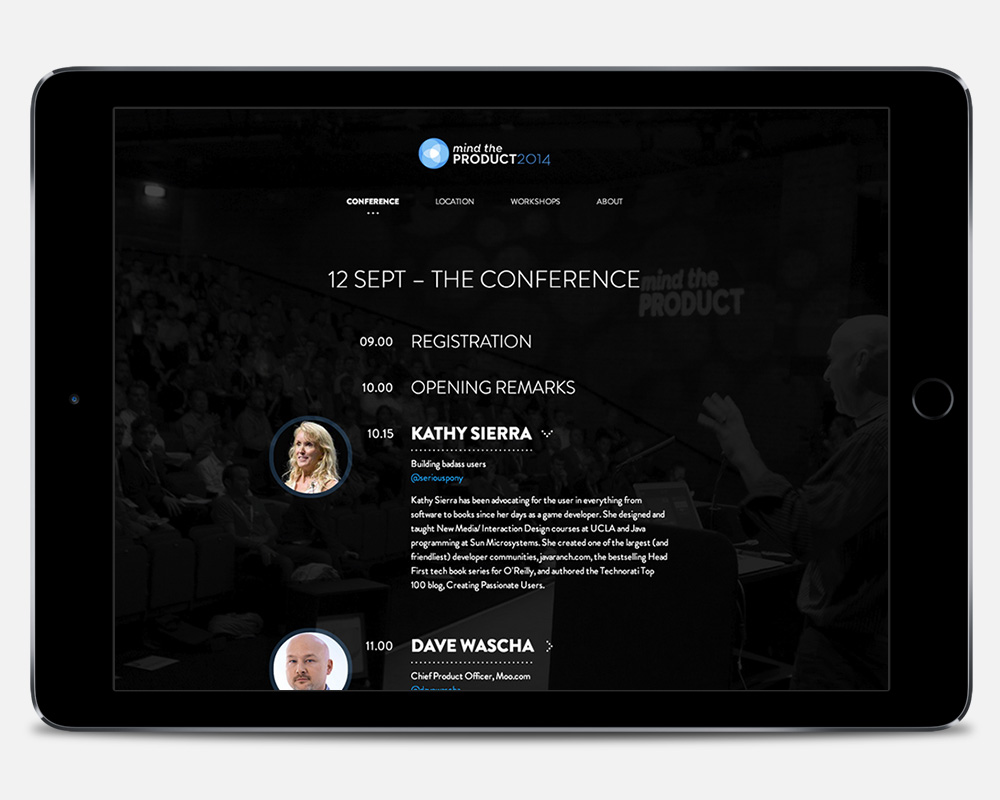 mind the
PRODUCT2014
CONFERENCE LOCATION WORKSHOPS ABOUT
12 SEPT – THE CONFERENCE
mind the
PRODUCT
09.00 REGISTRATION
10.00 OPENING REMARKS
10.15 KATHY SIERRA
Building badass users
@seriouspony
Kathy Sierra has been advocating for the user in everything from
software to books since her days as a game developer. She designed and
taught New Media/ Interaction Design courses at UCLA and Java
programming at Sun Microsystems. She created one of the largest (and
friendliest) developer communities, javaranch.com, the bestselling Head
First tech book series for O'Reilly, and authored the Technorati Top
100 blog, Creating Passionate Users.
11.00 DAVE WASCHA
Chief Product Officer, Moo.com